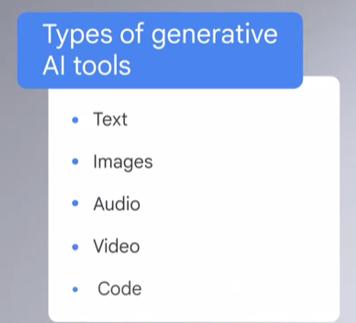 Types of generative
AI tools
• Text
• Images
• Audio
• Video
• Code